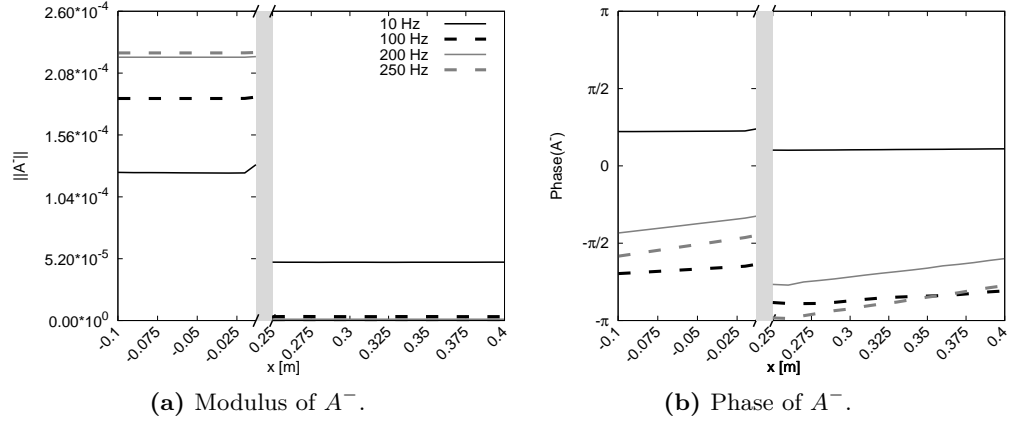 2.60*10⁻⁴
2.08*10⁻⁴
1.56*10⁻⁴
1.04*10⁻⁴
5.20*10⁻⁵
0.00*10⁰
||A⁻||
10 Hz
100 Hz
200 Hz
250 Hz
-0.1
-0.075
-0.05
-0.025
0.25
0.275
0.3
0.325
0.35
0.375
0.4
x [m]
(a) Modulus of A⁻.
π
π/2
0
-π/2
-π
Phase(A⁻)
-0.1
-0.075
-0.05
-0.025
0.25
0.275
0.3
0.325
0.35
0.375
0.4
x [m]
(b) Phase of A⁻.